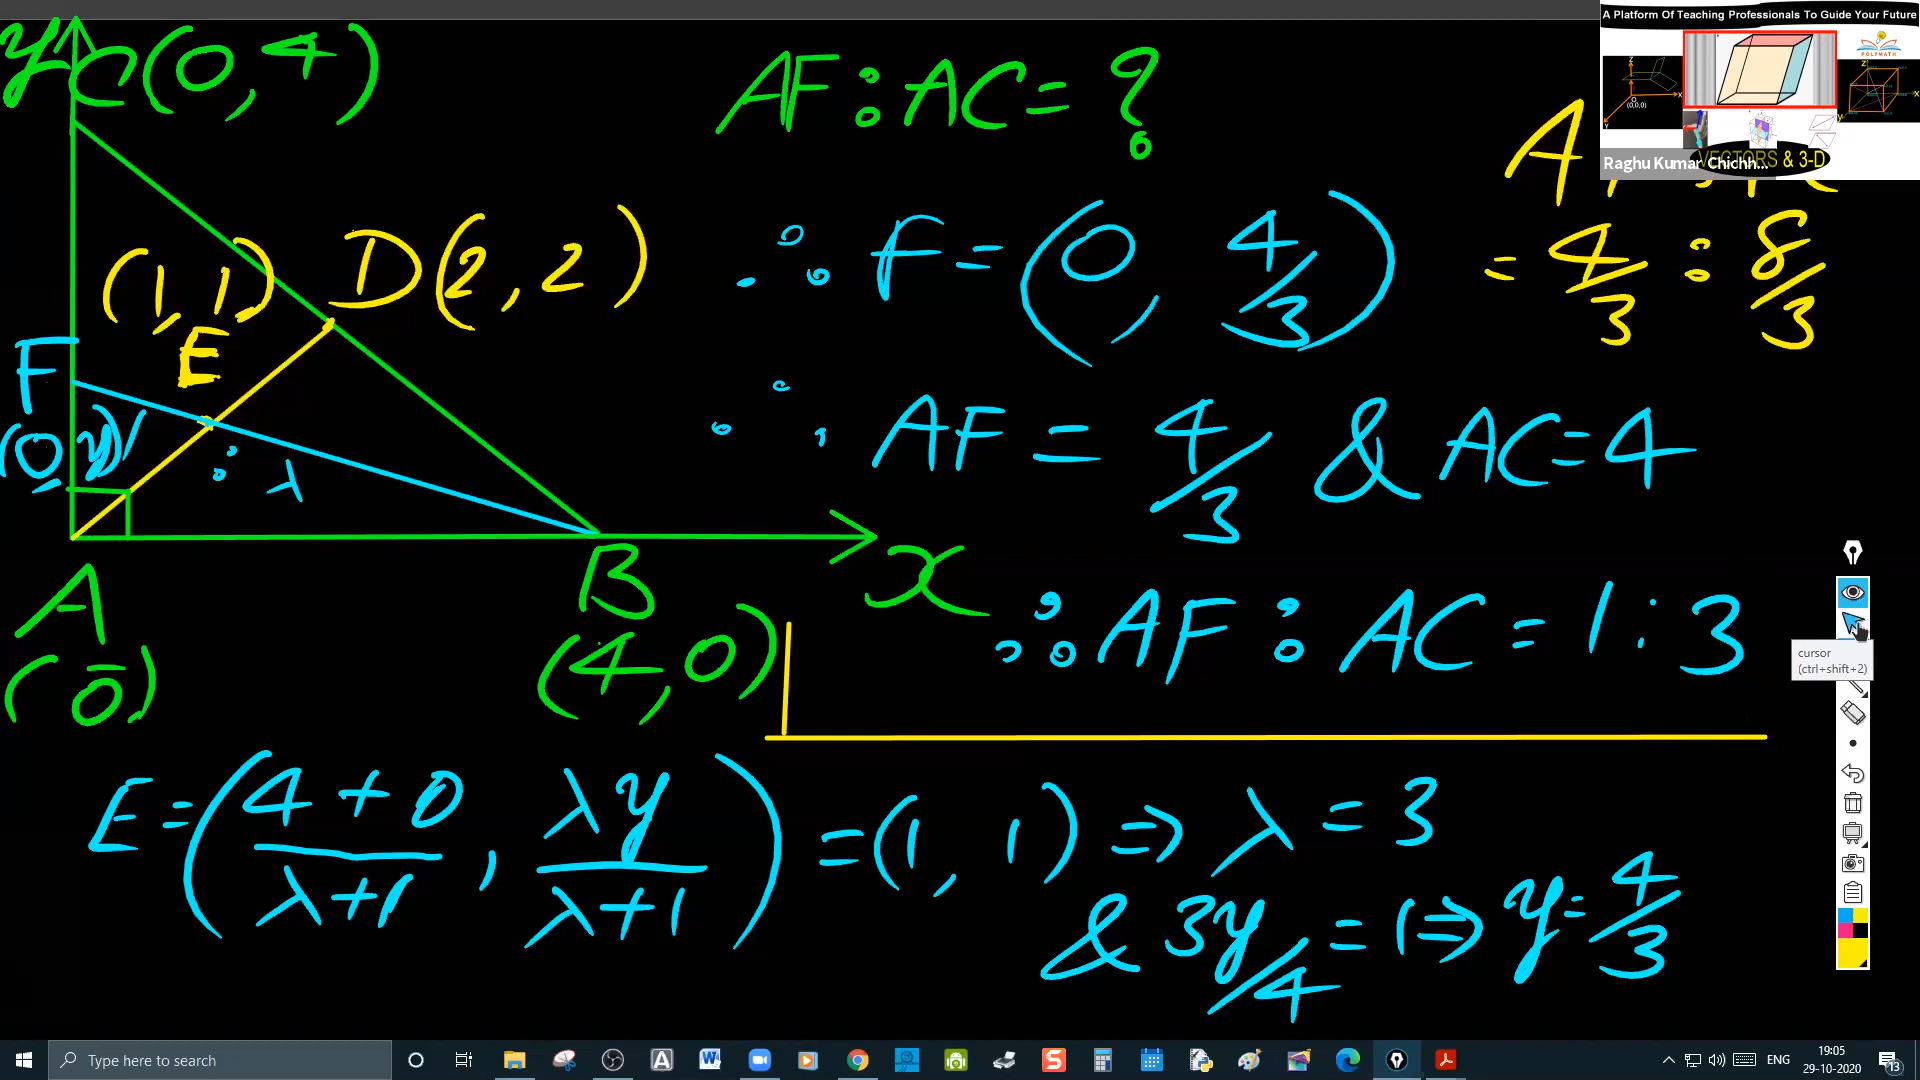 A Platform Of Teaching Professionals To Guide Your Future
POLYMATH
(0,0,0)
VECTORS & 3-D
Raghu Kumar Chichh...
y
C(0, 4)
AF : AC = ?
A
(1, 1)
E
D(2, 2)
∴ F = (0, 4/3)
= 4/3 : 8/3
F
(0, y)
: λ
∴ AF = 4/3 & AC = 4
A
B
x
(4, 0)
∴ AF : AC = 1 : 3
cursor
(ctrl+shift+2)
E = ( 4 + 0 / λ+1 , λy / λ+1 ) = (1, 1) ⇒ λ = 3
& 3y/4 = 1 ⇒ y = 4/3
Type here to search
ENG
19:05
29-10-2020
13